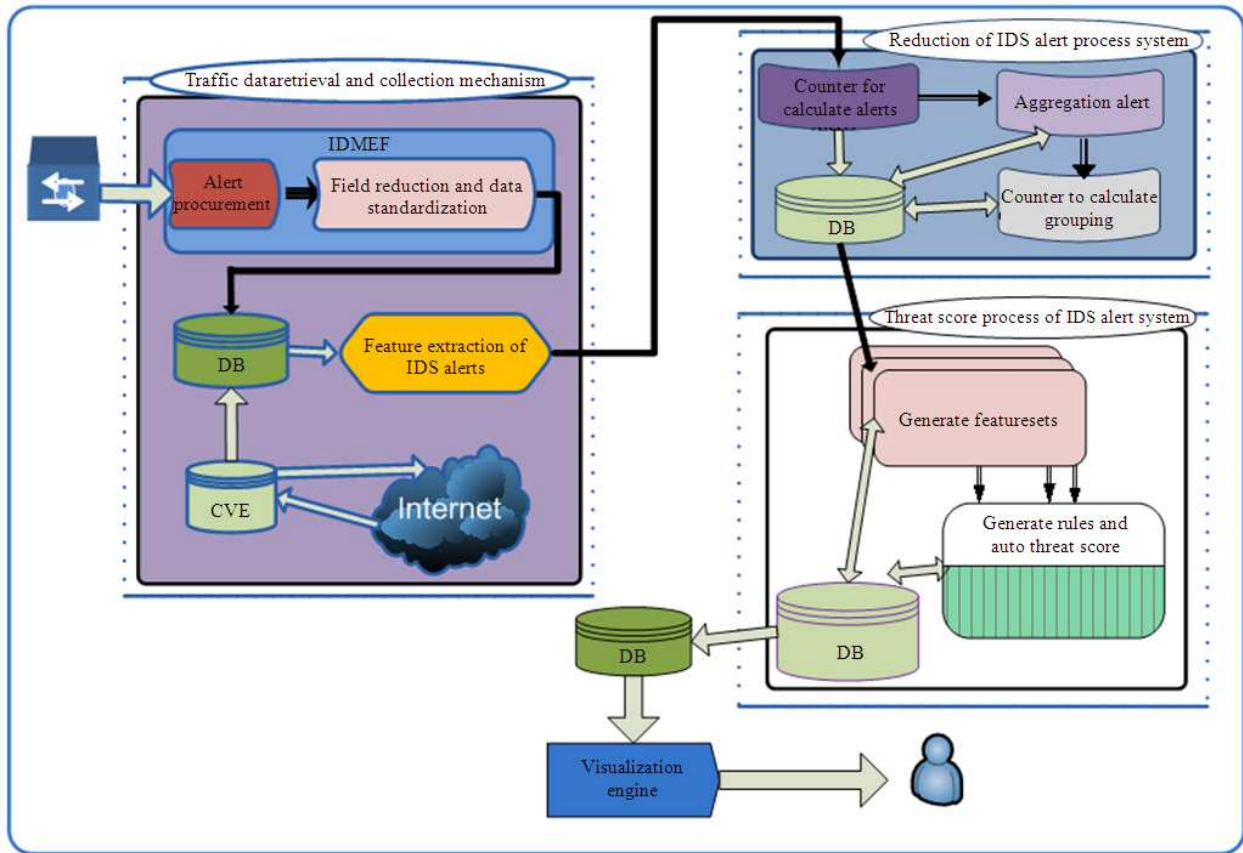 Traffic dataretrieval and collection mechanism
IDMEF
Alert
procurement
Field reduction and data
standardization
DB
Feature extraction of
IDS alerts
CVE
Internet
Reduction of IDS alert process system
Counter for
calculate alerts
Aggregation alert
DB
Counter to calculate
grouping
Threat score process of IDS alert system
Generate featuresets
Generate rules and
auto threat score
DB
DB
Visualization
engine